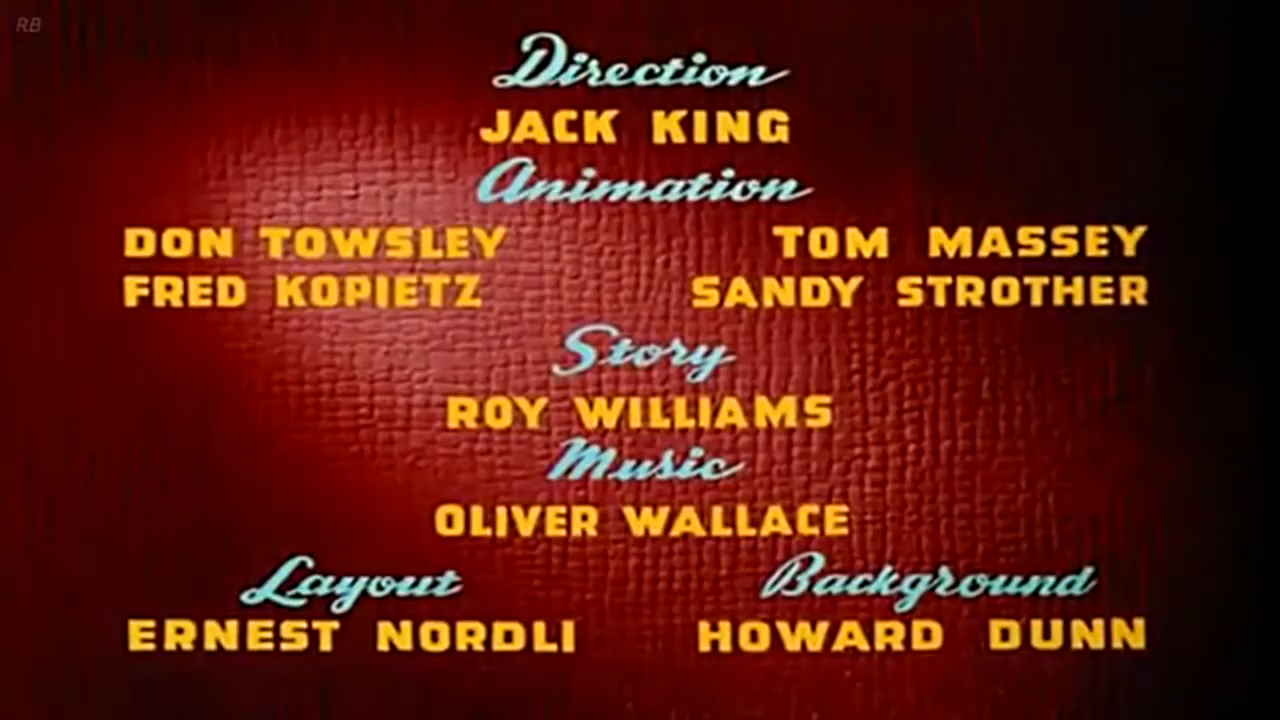 RB
Direction
JACK KING
Animation
DON TOWSLEY TOM MASSEY
FRED KOPIETZ SANDY STROTHER
Story
ROY WILLIAMS
Music
OLIVER WALLACE
Layout Background
ERNEST NORDLI HOWARD DUNN